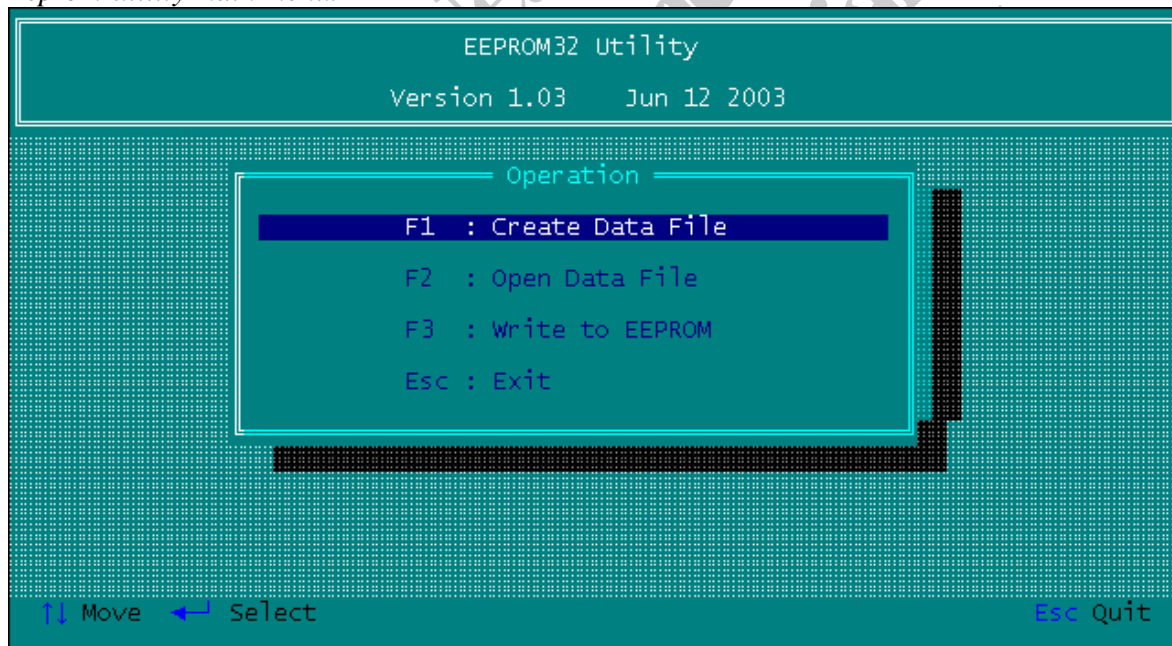 EEPROM32 Utility
Version 1.03 Jun 12 2003
Operation
F1 : Create Data File
F2 : Open Data File
F3 : Write to EEPROM
Esc : Exit
↑↓ Move ◄┘ Select Esc Quit